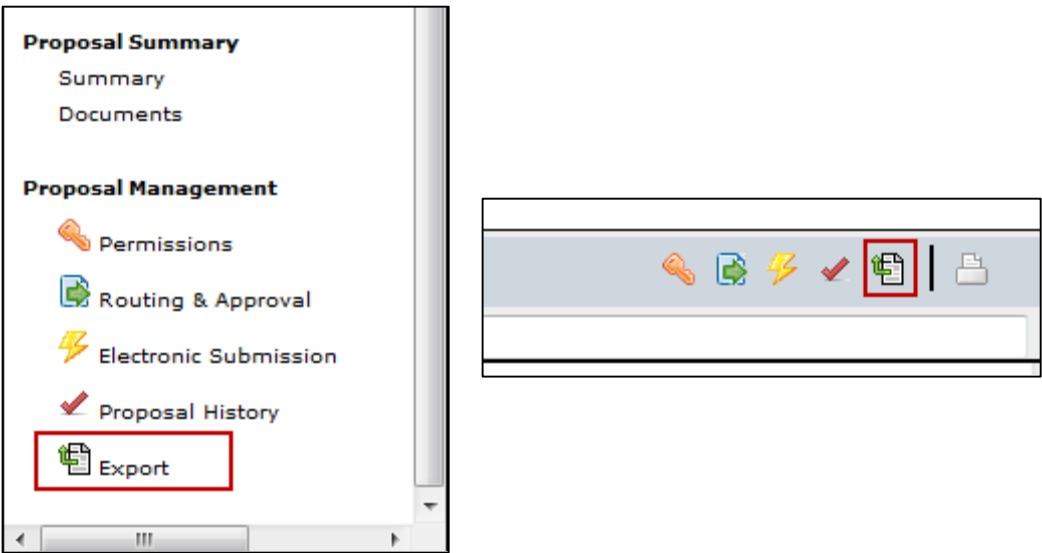 Proposal Summary
Summary
Documents
Proposal Management
Permissions
Routing & Approval
Electronic Submission
Proposal History
Export